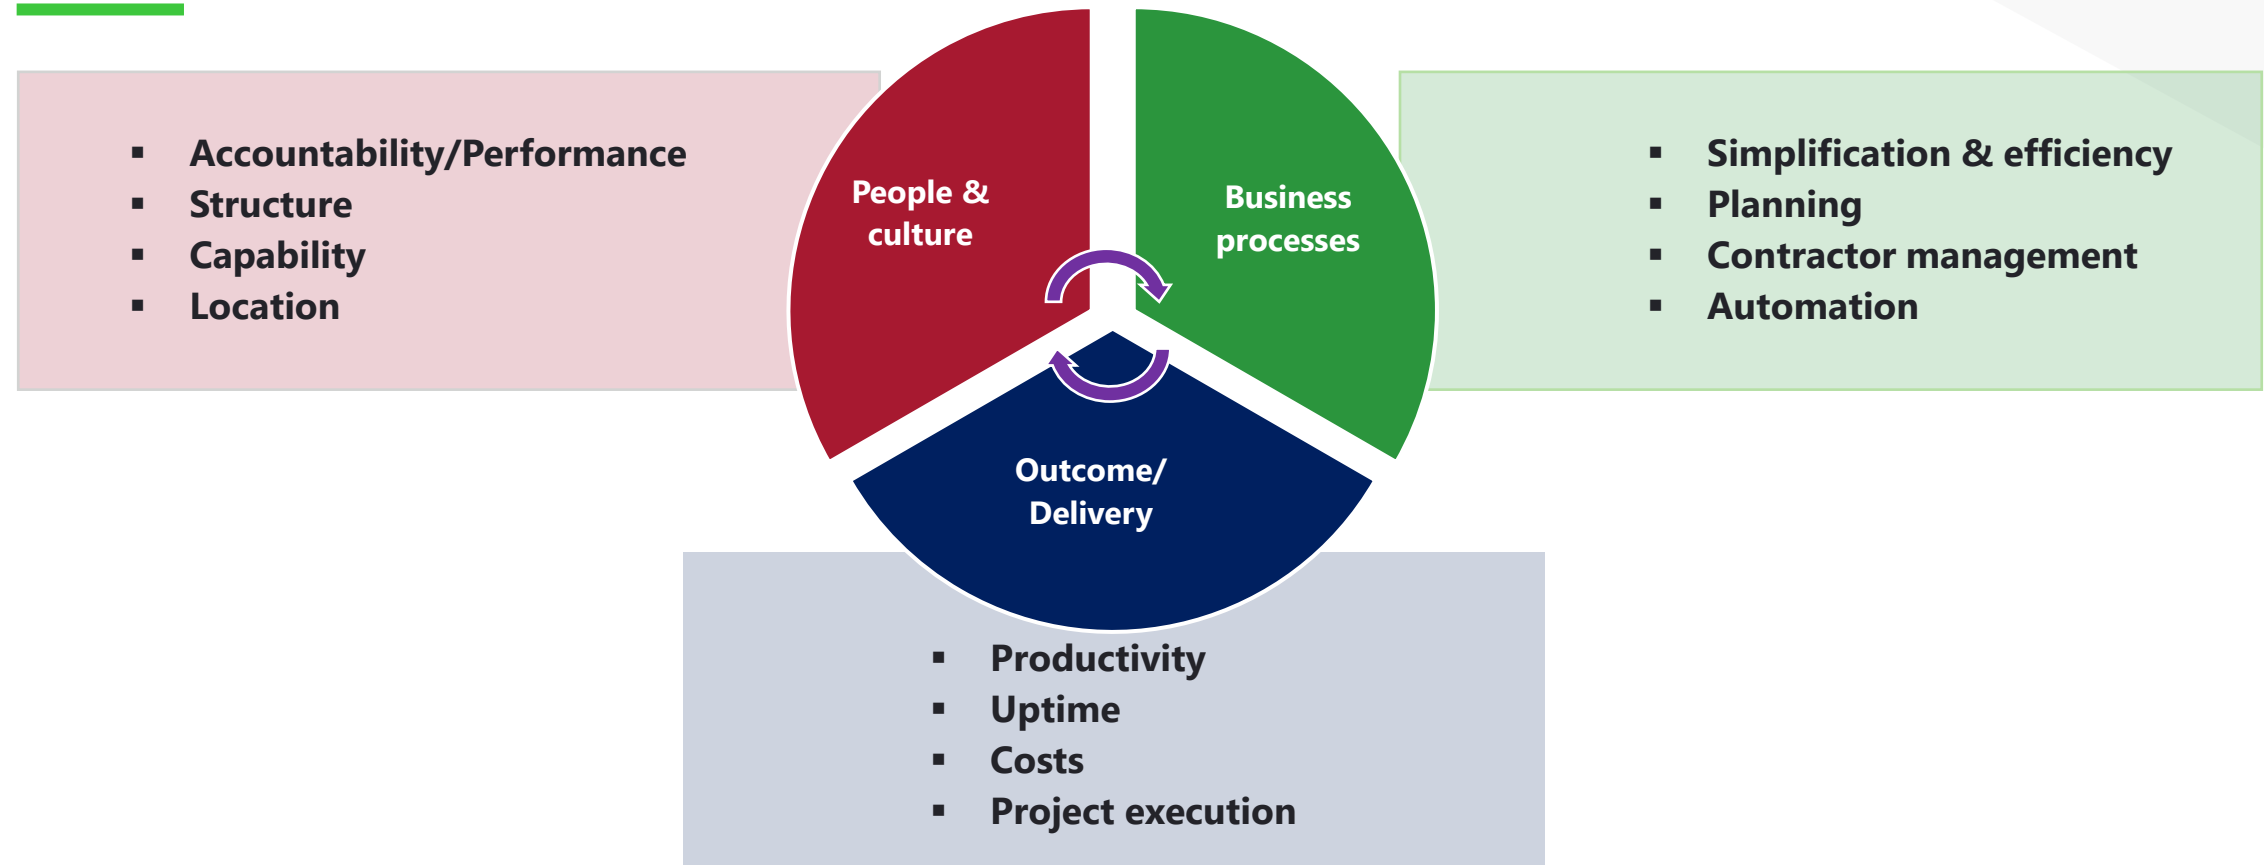 ▪ Accountability/Performance
▪ Structure
▪ Capability
▪ Location
People &
culture
Business
processes
▪ Simplification & efficiency
▪ Planning
▪ Contractor management
▪ Automation
Outcome/
Delivery
▪ Productivity
▪ Uptime
▪ Costs
▪ Project execution